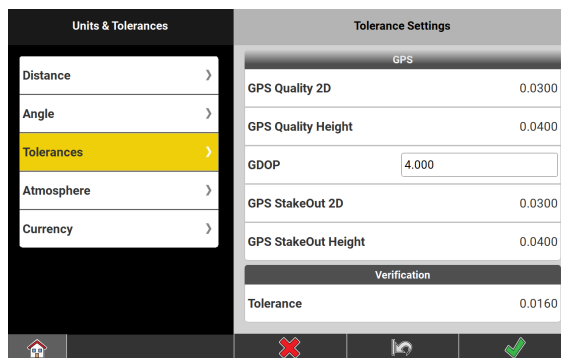 Units & Tolerances
Tolerance Settings
Distance
Angle
Tolerances
Atmosphere
Currency
GPS
GPS Quality 2D 0.0300
GPS Quality Height 0.0400
GDOP 4.000
GPS StakeOut 2D 0.0300
GPS StakeOut Height 0.0400
Verification
Tolerance 0.0160